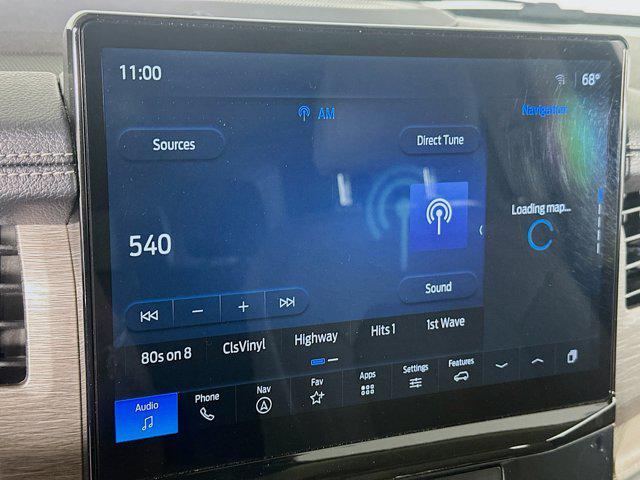 11:00
68°
AM
Navigation
Sources
Direct Tune
Loading map...
540
Sound
80s on 8
ClsVinyl
Highway
Hits 1
1st Wave
Audio
Phone
Nav
Fav
Apps
Settings
Features